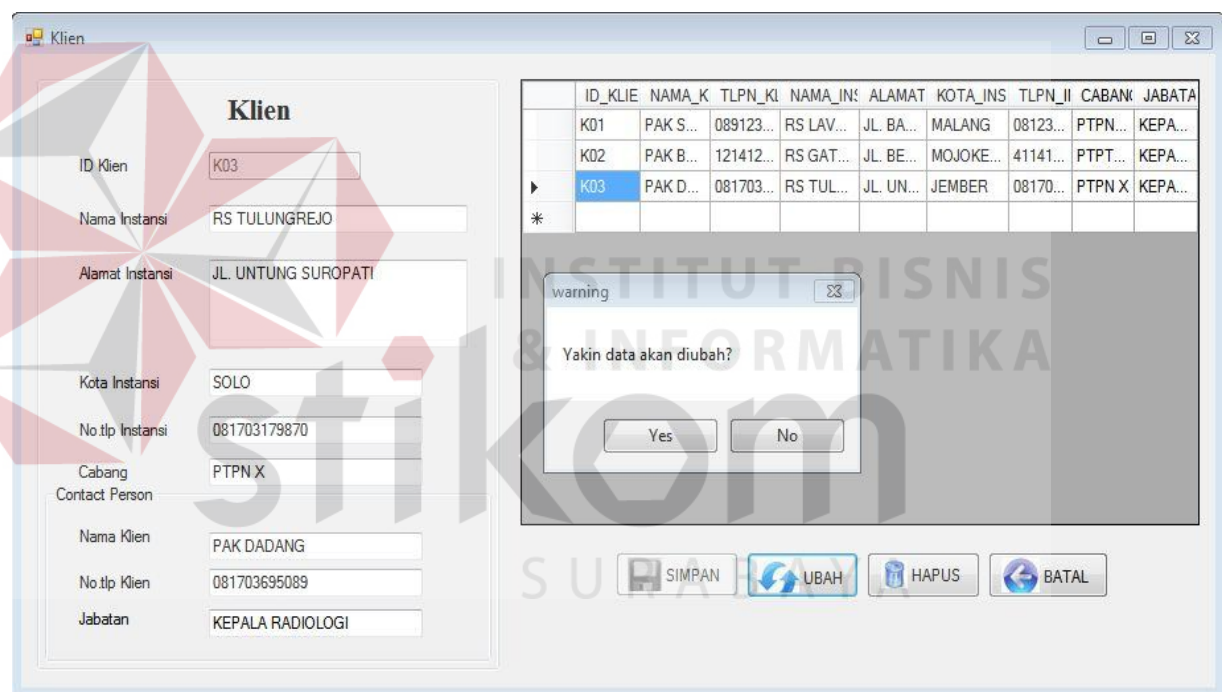 Klien
Klien
ID Klien K03
Nama Instansi RS TULUNGREJO
Alamat Instansi JL. UNTUNG SUROPATI
Kota Instansi SOLO
No.tlp Instansi 081703179870
Cabang PTPN X
Contact Person
Nama Klien PAK DADANG
No.tlp Klien 081703695089
Jabatan KEPALA RADIOLOGI
ID_KLIE NAMA_K TLPN_KL NAMA_INS ALAMAT KOTA_INS TLPN_II CABANG JABATA
K01 PAK S... 089123... RS LAV... JL. BA... MALANG 08123... PTPN... KEPA...
K02 PAK B... 121412... RS GAT... JL. BE... MOJOKE... 41141... PTPT... KEPA...
K03 PAK D... 081703... RS TUL... JL. UN... JEMBER 08170... PTPN X KEPA...
warning
Yakin data akan diubah?
Yes No
SIMPAN UBAH HAPUS BATAL
INSTITUT BISNIS
& INFORMATIKA
stikom
SURABAYA